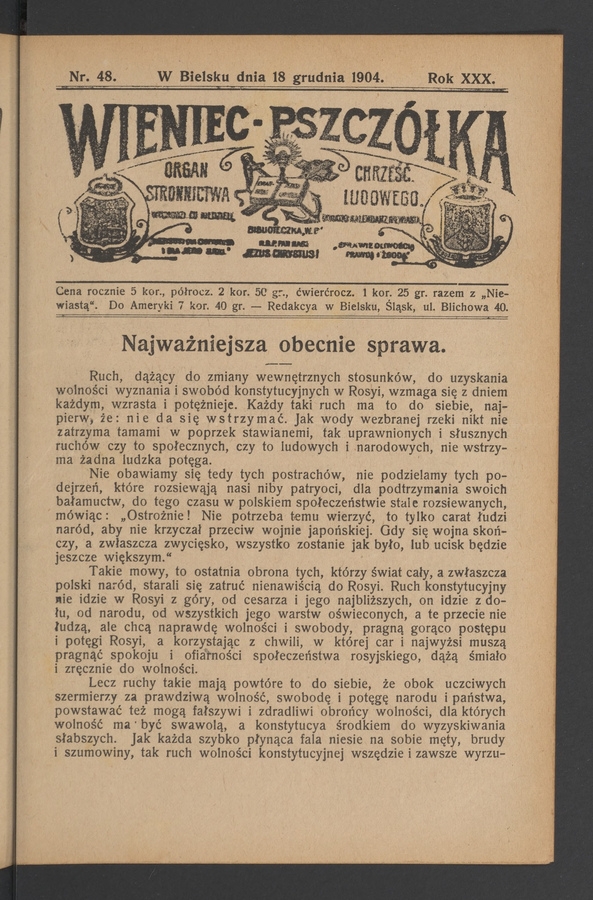 Nr. 48. W Bielsku dnia 18 grudnia 1904. Rok XXX.
WIENIEC-PSZCZÓŁKA
ORGAN CHRZEŚĆ.
STRONNICTWA LUDOWEGO.
WYCHODZI CO NIEDZIELĘ
BIBLIOTECZKA „W. P"
JEZUS CHRYSTUS!
„SPRAWIEDLIWOŚCIĄ
PRAWDĄ I ZGODĄ"
Cena rocznie 5 kor., półrocz. 2 kor. 50 gr., ćwierćrocz. 1 kor. 25 gr. razem z „Nie-
wiastą“. Do Ameryki 7 kor. 40 gr. — Redakcya w Bielsku, Śląsk, ul. Blichowa 40.
Najważniejsza obecnie sprawa.
Ruch, dążący do zmiany wewnętrznych stosunków, do uzyskania
wolności wyznania i swobód konstytucyjnych w Rosyi, wzmaga się z dniem
każdym, wzrasta i potężnieje. Każdy taki ruch ma to do siebie, naj-
pierw, że: nie da się wstrzymać. Jak wody wezbranej rzeki nikt nie
zatrzyma tamami w poprzek stawianemi, tak uprawnionych i słusznych
ruchów czy to społecznych, czy to ludowych i narodowych, nie wstrzy-
ma żadna ludzka potęga.
Nie obawiamy się tedy tych postrachów, nie podzielamy tych po-
dejrzeń, które rozsiewają nasi niby patryoci, dla podtrzymania swoich
bałamuctw, do tego czasu w polskiem społeczeństwie stale rozsiewanych,
mówiąc: „Ostrożnie! Nie potrzeba temu wierzyć, to tylko carat łudzi
naród, aby nie krzyczał przeciw wojnie japońskiej. Gdy się wojna skoń-
czy, a zwłaszcza zwycięsko, wszystko zostanie jak było, lub ucisk będzie
jeszcze większym.“
Takie mowy, to ostatnia obrona tych, którzy świat cały, a zwłaszcza
polski naród, starali się zatruć nienawiścią do Rosyi. Ruch konstytucyjny
nie idzie w Rosyi z góry, od cesarza i jego najbliższych, on idzie z do-
łu, od narodu, od wszystkich jego warstw oświeconych, a te przecie nie
łudzą, ale chcą naprawdę wolności i swobody, pragną gorąco postępu
i potęgi Rosyi, a korzystając z chwili, w której car i najwyżsi muszą
pragnąć spokoju i ofiarności społeczeństwa rosyjskiego, dążą śmiało
i zręcznie do wolności.
Lecz ruchy takie mają powtóre to do siebie, że obok uczciwych
szermierzy za prawdziwą wolność, swobodę i potęgę narodu i państwa,
powstawać też mogą fałszywi i zdradliwi obrońcy wolności, dla których
wolność ma być swawolą, a konstytucya środkiem do wyzyskiwania
słabszych. Jak każda szybko płynąca fala niesie na sobie męty, brudy
i szumowiny, tak ruch wolności konstytucyjnej wszędzie i zawsze wyrzu-